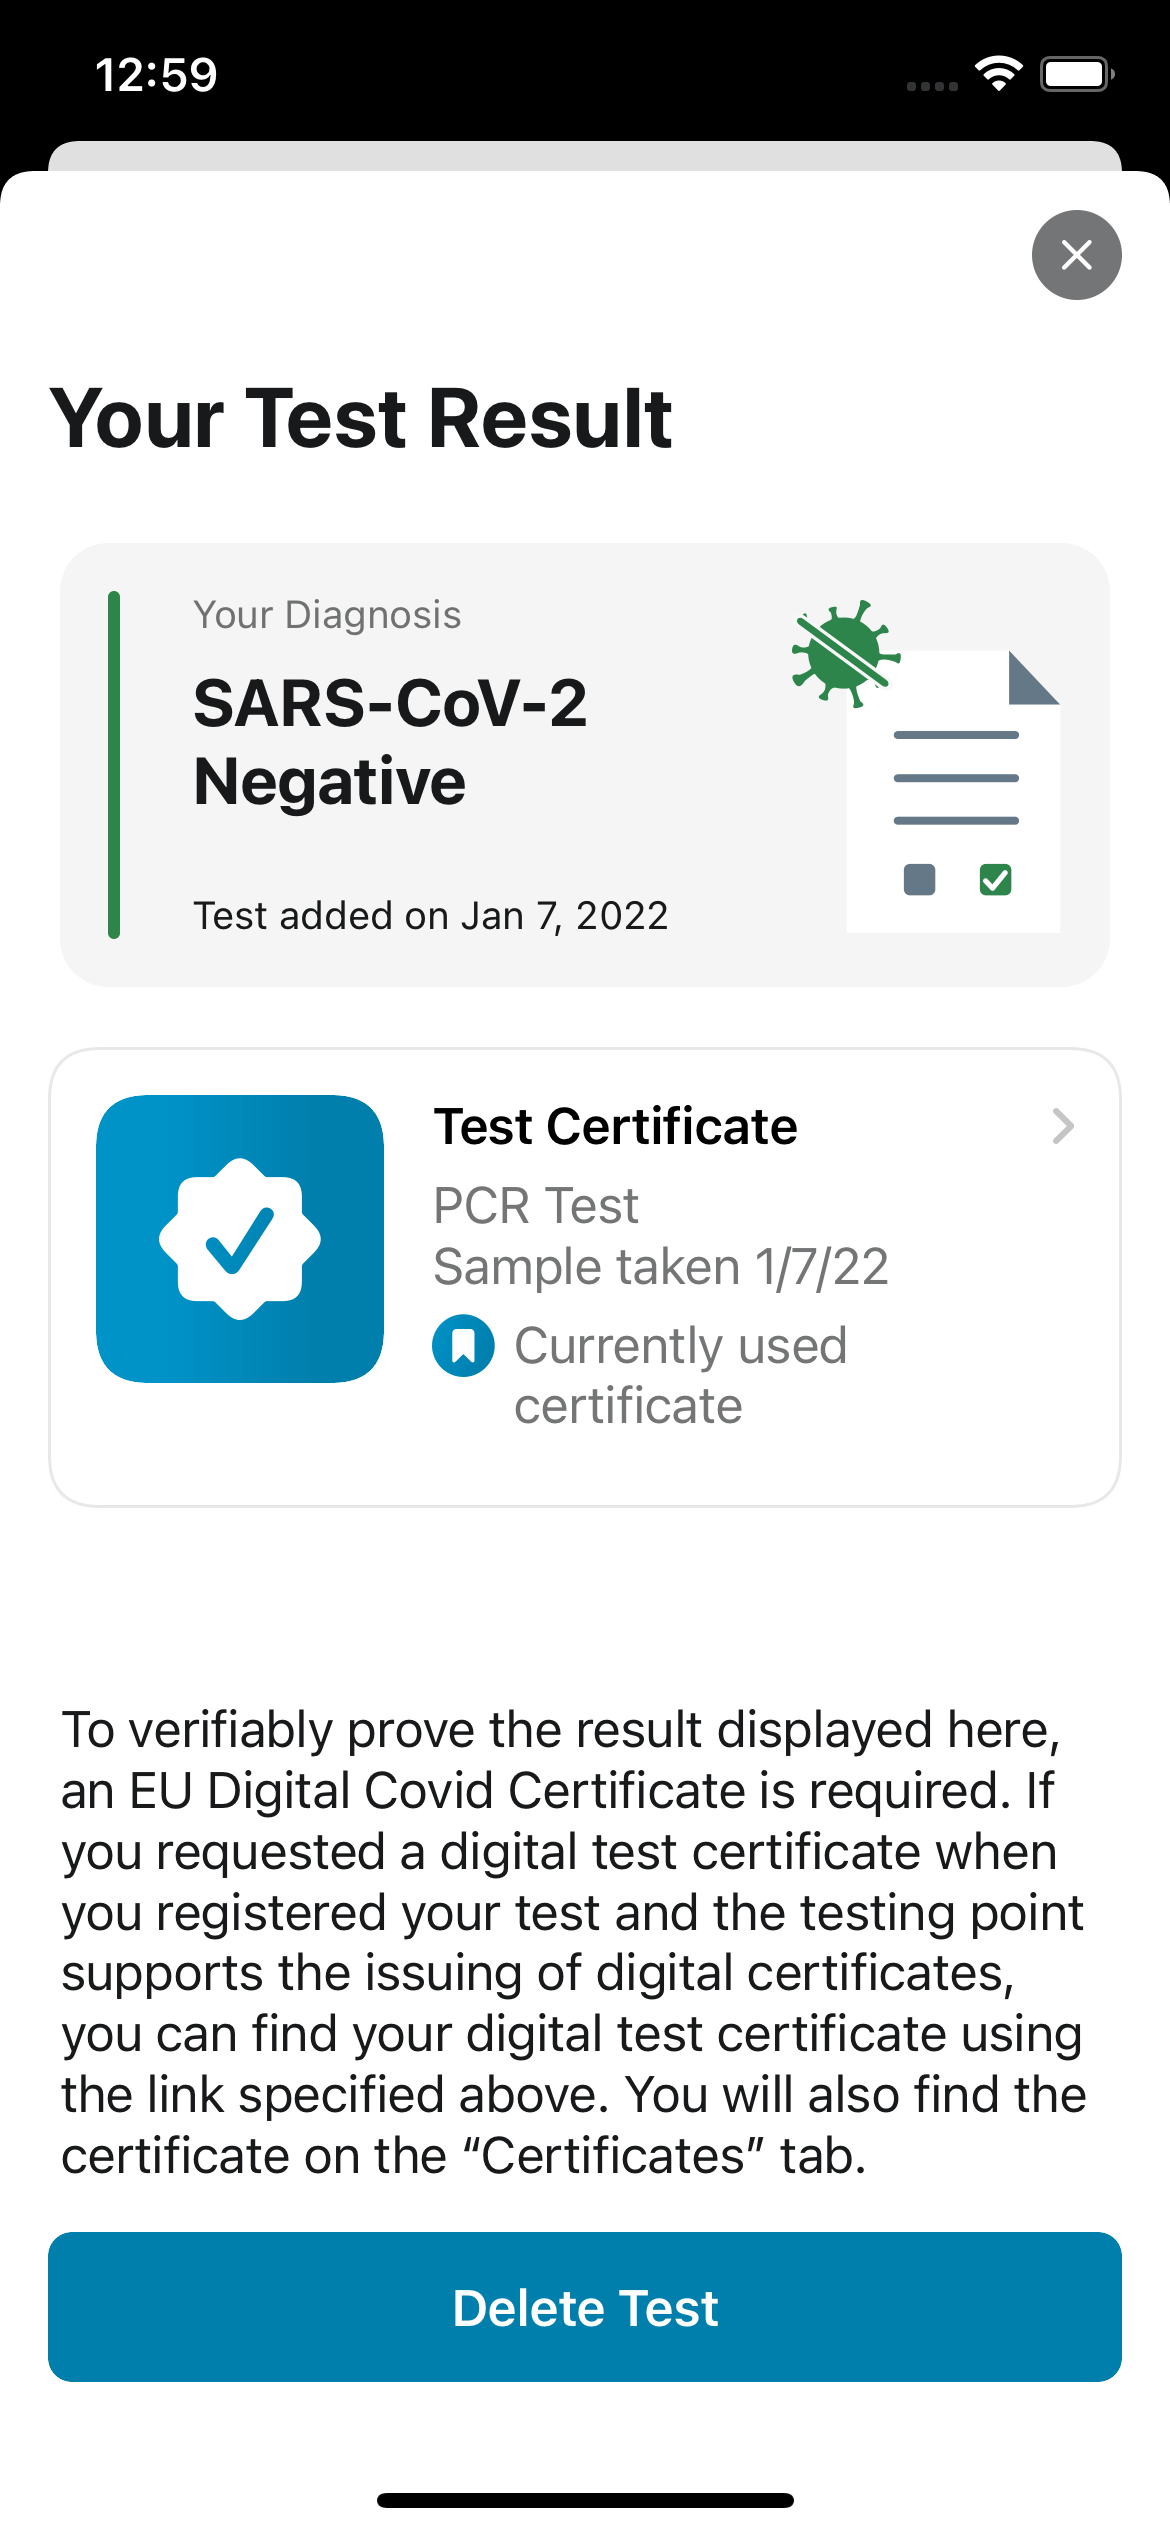 12:59
Your Test Result
Your Diagnosis
SARS-CoV-2
Negative
Test added on Jan 7, 2022
Test Certificate
PCR Test
Sample taken 1/7/22
Currently used
certificate
To verifiably prove the result displayed here,
an EU Digital Covid Certificate is required. If
you requested a digital test certificate when
you registered your test and the testing point
supports the issuing of digital certificates,
you can find your digital test certificate using
the link specified above. You will also find the
certificate on the “Certificates” tab.
Delete Test